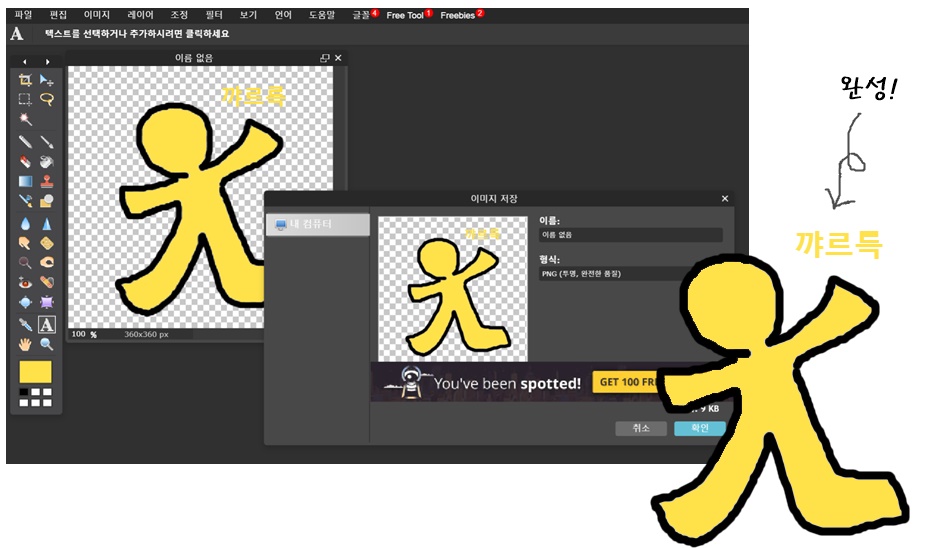 파일 편집 이미지 레이어 조정 필터 보기 언어 도움말 글꼴 4 Free Tool 1 Freebies 2
A 텍스트를 선택하거나 추가하시려면 클릭하세요
이름 없음
꺄르륵
100 % 360x360 px
A
이미지 저장
내 컴퓨터
꺄르륵
이름:
이름 없음
형식:
PNG (투명, 완전한 품질)
You've been spotted! GET 100
KB
취소 확인
완성!
꺄르륵